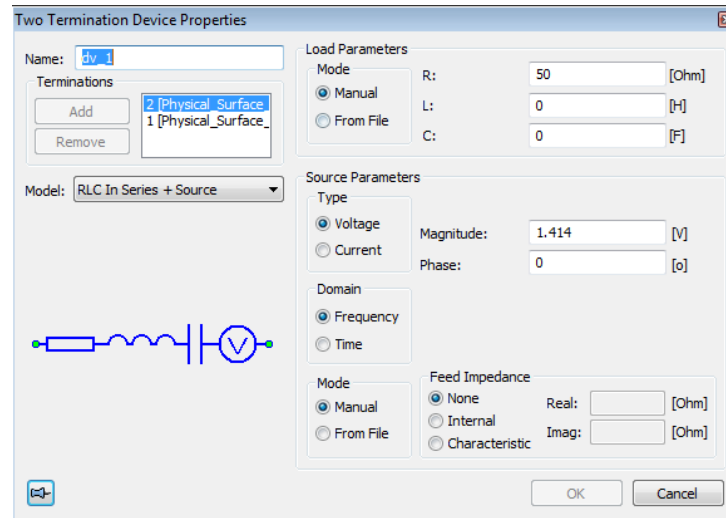 Two Termination Device Properties
Name: dv_1
Terminations
Add
Remove
2 [Physical_Surface_
1 [Physical_Surface_
Model: RLC In Series + Source
V
Load Parameters
Mode
Manual
From File
R: 50 [Ohm]
L: 0 [H]
C: 0 [F]
Source Parameters
Type
Voltage
Current
Magnitude: 1.414 [V]
Phase: 0 [o]
Domain
Frequency
Time
Mode
Manual
From File
Feed Impedance
None
Internal
Characteristic
Real: [Ohm]
Imag: [Ohm]
OK Cancel